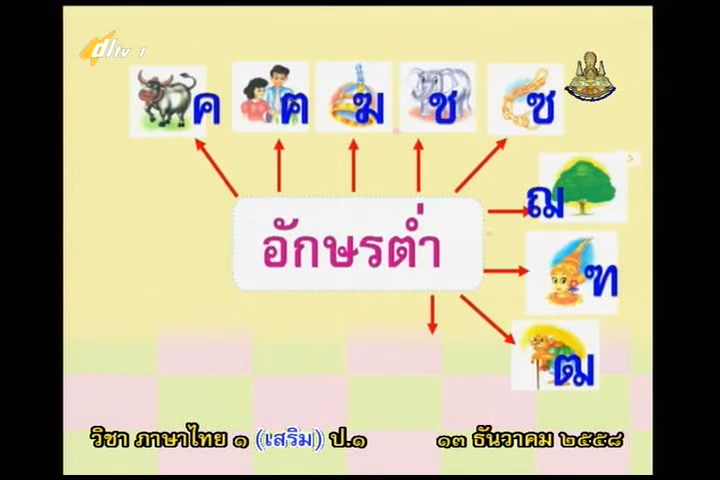 dltv 1
ค ฅ ฆ ช ซ
ฌ
อักษรต่ำ
ฑ
ฒ
วิชา ภาษาไทย ๑ (เสริม) ป.๑ ๑๓ ธันวาคม ๒๕๕๘